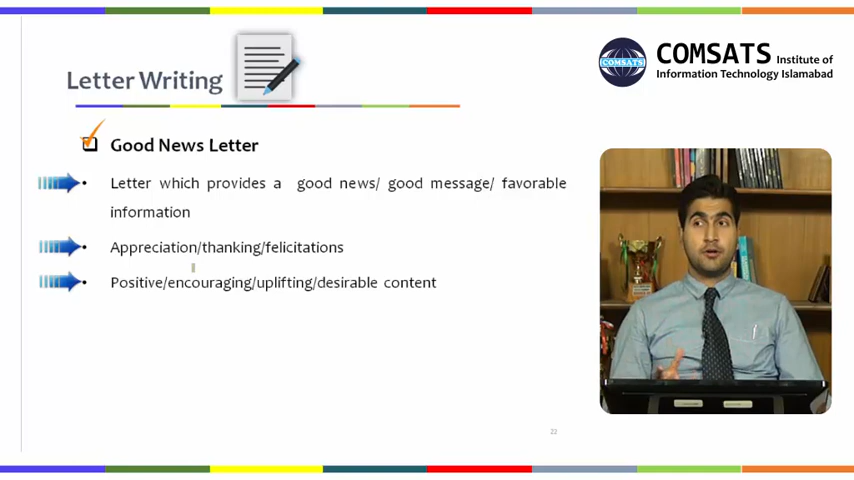 Letter Writing
COMSATS Institute of
Information Technology Islamabad
COMSATS
Good News Letter
• Letter which provides a good news/ good message/ favorable
information
• Appreciation/thanking/felicitations
• Positive/encouraging/uplifting/desirable content
22